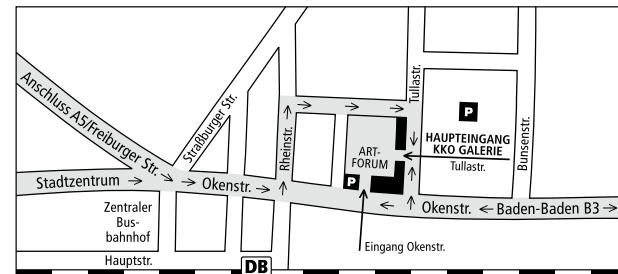 Anschluss A5/Freiburger Str.
Straßburger Str.
Tullastr.
P
Bunsenstr.
Rheinstr.
HAUPTEINGANG
KKO GALERIE
Tullastr.
ART-
FORUM
P
Stadtzentrum
Okenstr.
Okenstr.
Baden-Baden B3
Zentraler
Bus-
bahnhof
Eingang Okenstr.
Hauptstr.
DB